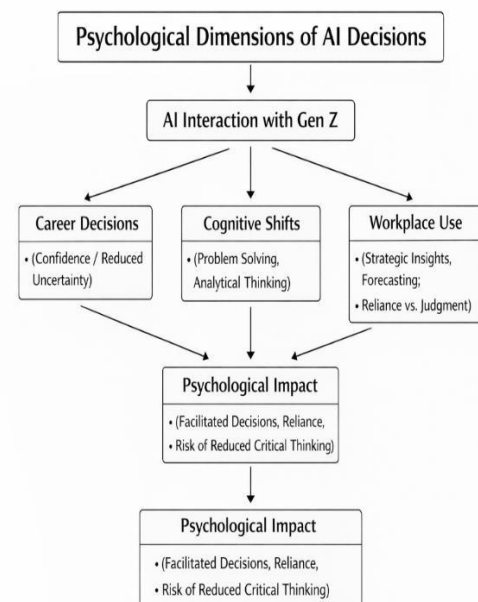 Psychological Dimensions of AI Decisions
AI Interaction with Gen Z
Career Decisions
• (Confidence / Reduced
Uncertainty)
Cognitive Shifts
• (Problem Solving,
Analytical Thinking)
Workplace Use
• (Strategic Insights,
Forecasting;
• Reliance vs. Judgment)
Psychological Impact
• (Facilitated Decisions, Reliance,
• Risk of Reduced Critical Thinking)
Psychological Impact
• (Facilitated Decisions, Reliance,
• Risk of Reduced Critical Thinking)